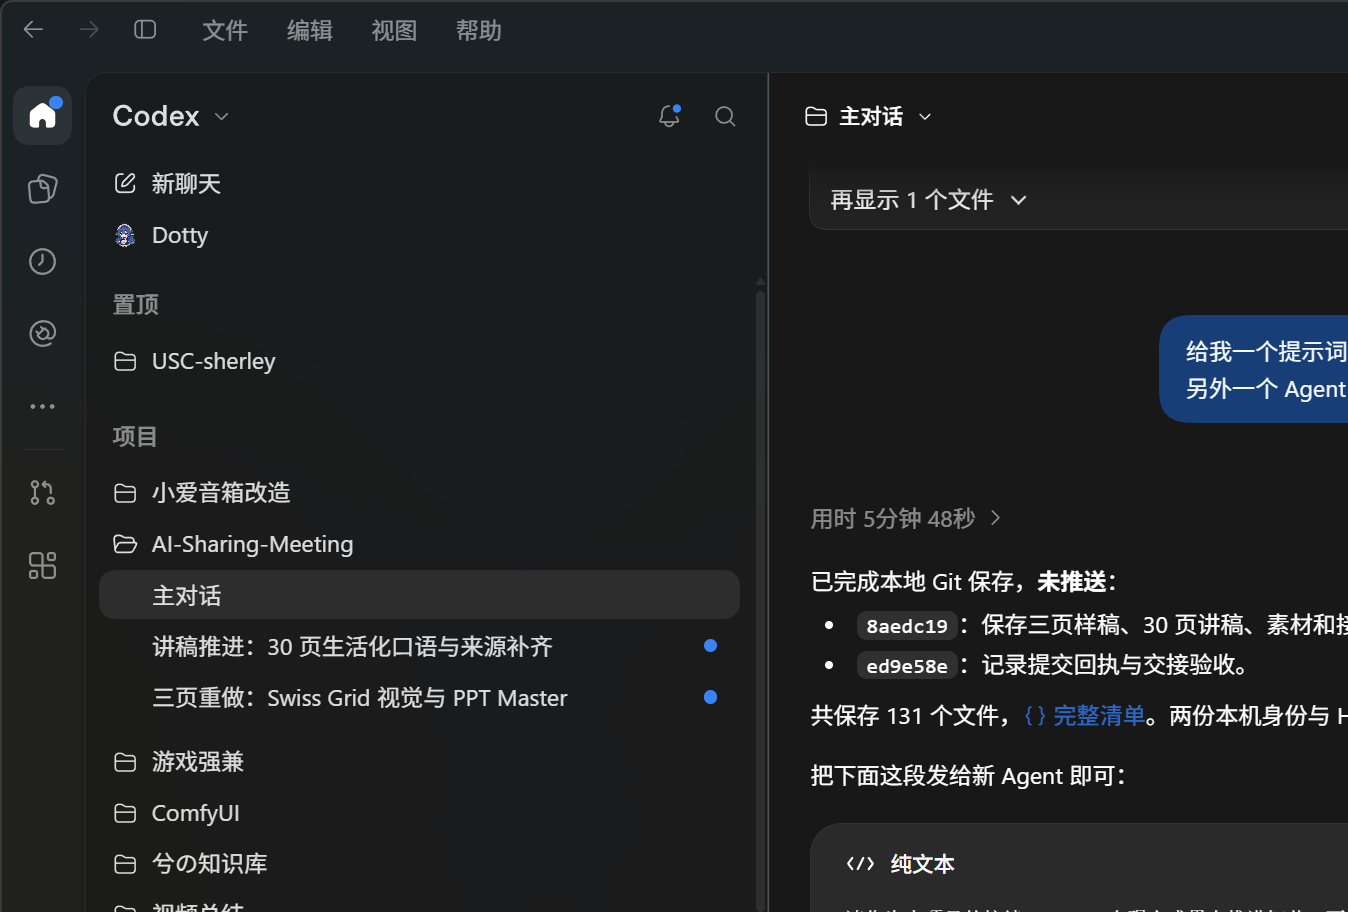 文件 编辑 视图 帮助
Codex
新聊天
Dotty
置顶
USC-sherley
项目
小爱音箱改造
AI-Sharing-Meeting
主对话
讲稿推进：30 页生活化口语与来源补齐
三页重做：Swiss Grid 视觉与 PPT Master
游戏强兼
ComfyUI
兮の知识库
视频总结
主对话
再显示 1 个文件
给我一个提示词
另外一个 Agent
用时 5分钟 48秒
已完成本地 Git 保存，未推送：
8aedc19：保存三页样稿、30 页讲稿、素材和接
ed9e58e：记录提交回执与交接验收。
共保存 131 个文件，{} 完整清单。两份本机身份与 H
把下面这段发给新 Agent 即可：
纯文本